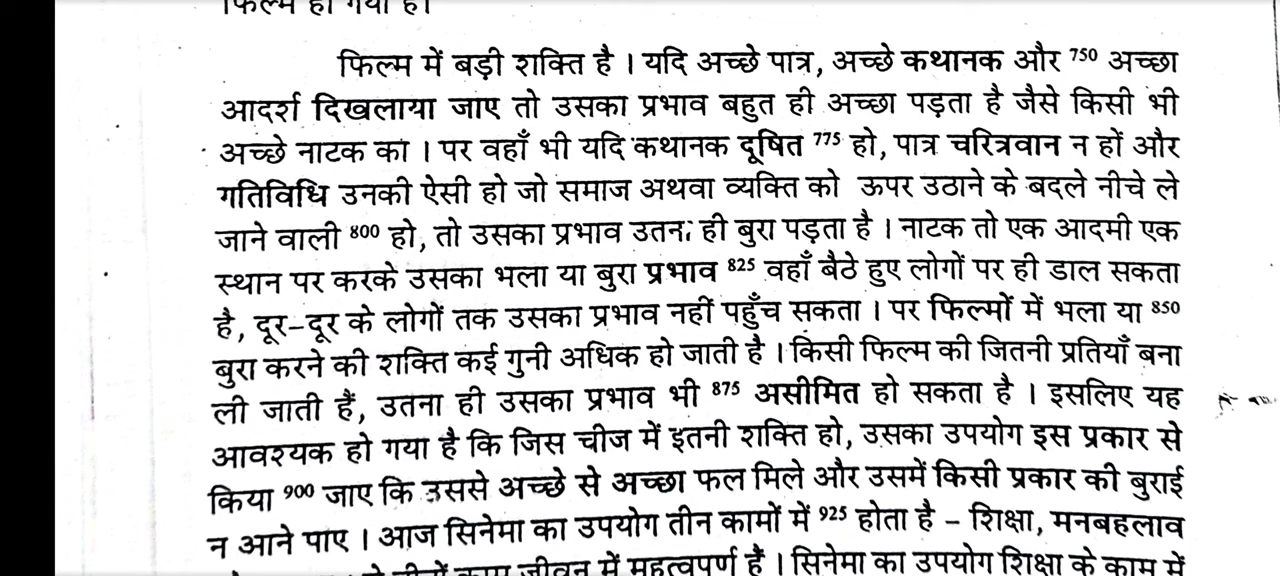 फिल्म हो गया है।
फिल्म में बड़ी शक्ति है । यदि अच्छे पात्र, अच्छे कथानक और 750 अच्छा
आदर्श दिखलाया जाए तो उसका प्रभाव बहुत ही अच्छा पड़ता है जैसे किसी भी
अच्छे नाटक का । पर वहाँ भी यदि कथानक दूषित 775 हो, पात्र चरित्रवान न हों और
गतिविधि उनकी ऐसी हो जो समाज अथवा व्यक्ति को ऊपर उठाने के बदले नीचे ले
जाने वाली 800 हो, तो उसका प्रभाव उतना ही बुरा पड़ता है । नाटक तो एक आदमी एक
स्थान पर करके उसका भला या बुरा प्रभाव 825 वहाँ बैठे हुए लोगों पर ही डाल सकता
है, दूर-दूर के लोगों तक उसका प्रभाव नहीं पहुँच सकता । पर फिल्मों में भला या 850
बुरा करने की शक्ति कई गुनी अधिक हो जाती है । किसी फिल्म की जितनी प्रतियाँ बना
ली जाती हैं, उतना ही उसका प्रभाव भी 875 असीमित हो सकता है । इसलिए यह
आवश्यक हो गया है कि जिस चीज में इतनी शक्ति हो, उसका उपयोग इस प्रकार से
किया 900 जाए कि उससे अच्छे से अच्छा फल मिले और उसमें किसी प्रकार की बुराई
न आने पाए । आज सिनेमा का उपयोग तीन कामों में 925 होता है – शिक्षा, मनबहलाव
काम जीवन में महत्वपूर्ण हैं । सिनेमा का उपयोग शिक्षा के काम में